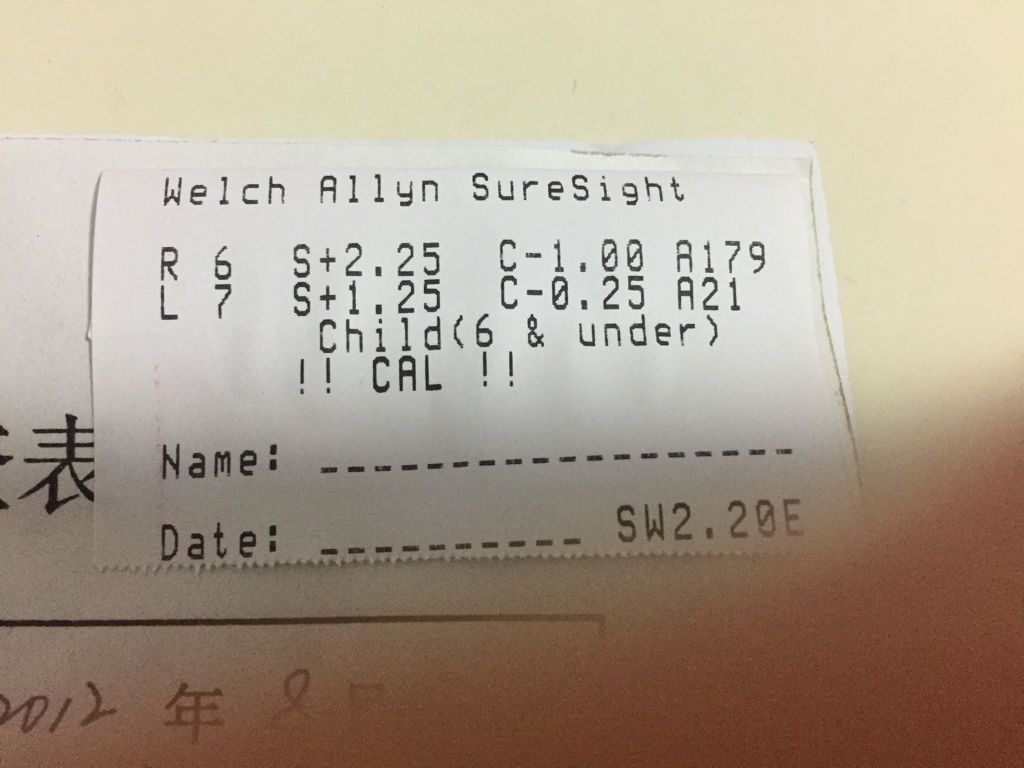 Welch Allyn SureSight
R 6 S+2.25 C-1.00 A179
L 7 S+1.25 C-0.25 A21
Child(6 & under)
!! CAL !!
表
Name: ------------------
Date: ---------- SW2.20E
2012 年 8